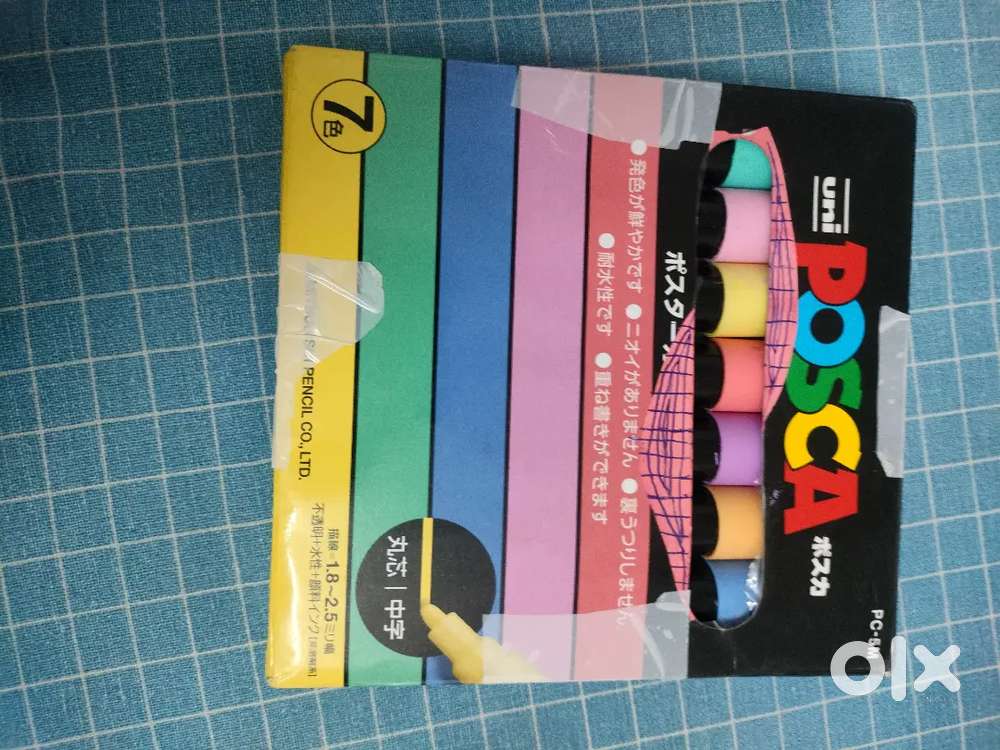 uni
POSCA
ポスカ
PC-5M
ポスター
●発色が鮮やかです ●ニオイがありません ●裏うつりしません
●耐水性です ●重ね書きができます
丸芯|中字
7色
PENCIL CO., LTD.
描線=1.8～2.5ミリ幅
不透明+水性+顔料インク
olx